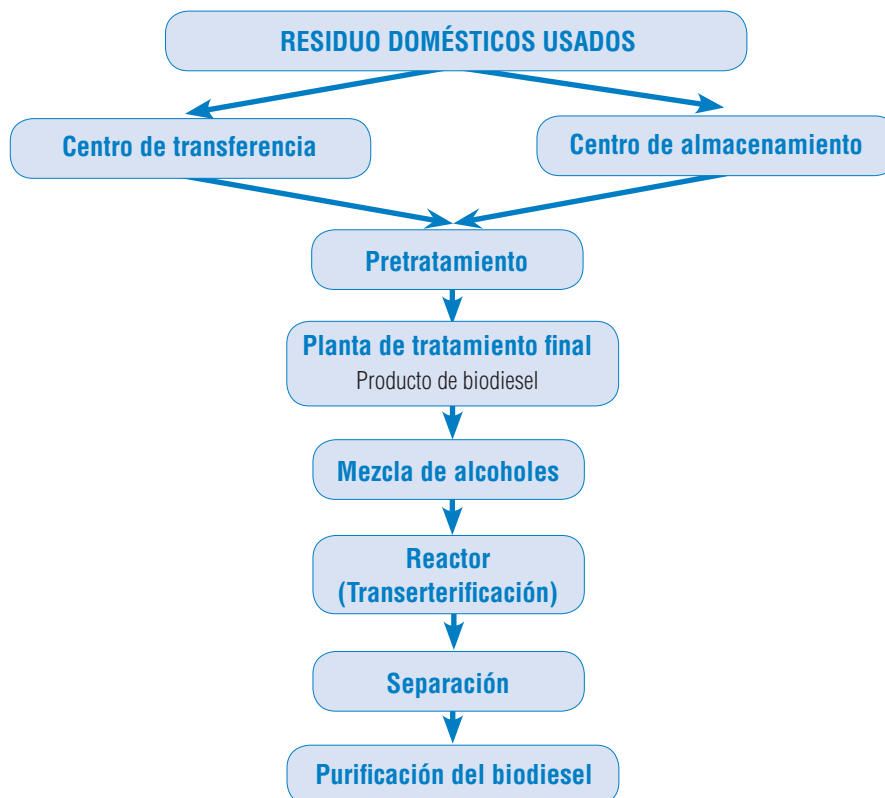 RESIDUO DOMÉSTICOS USADOS
Centro de transferencia
Centro de almacenamiento
Pretratamiento
Planta de tratamiento final
Producto de biodiesel
Mezcla de alcoholes
Reactor
(Transerterificación)
Separación
Purificación del biodiesel